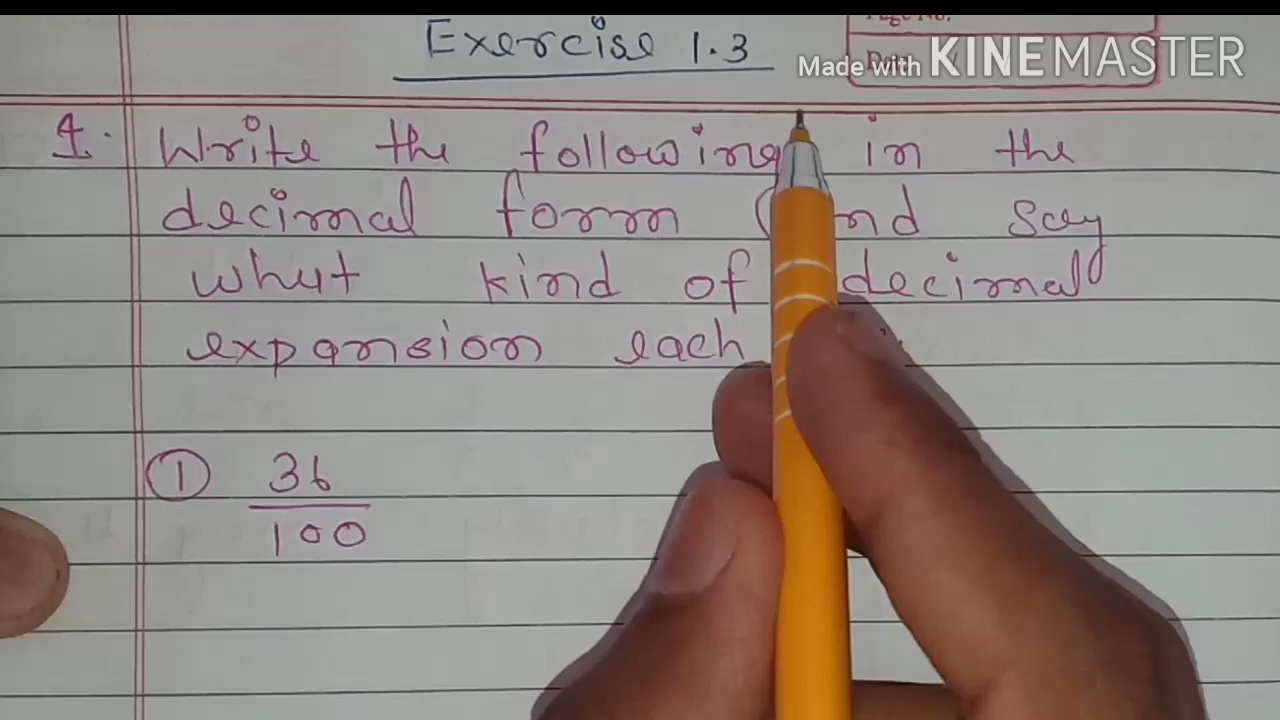 Exercise 1.3
Made with KINEMASTER
1. Write the following in the
decimal form and say
what kind of decimal
expansion each
① 36
100